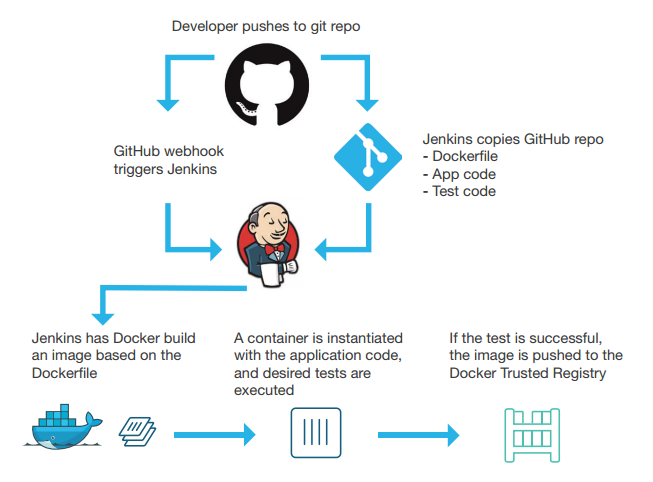 Developer pushes to git repo
GitHub webhook
triggers Jenkins
Jenkins copies GitHub repo
- Dockerfile
- App code
- Test code
Jenkins has Docker build
an image based on the
Dockerfile
A container is instantiated
with the application code,
and desired tests are
executed
If the test is successful,
the image is pushed to the
Docker Trusted Registry